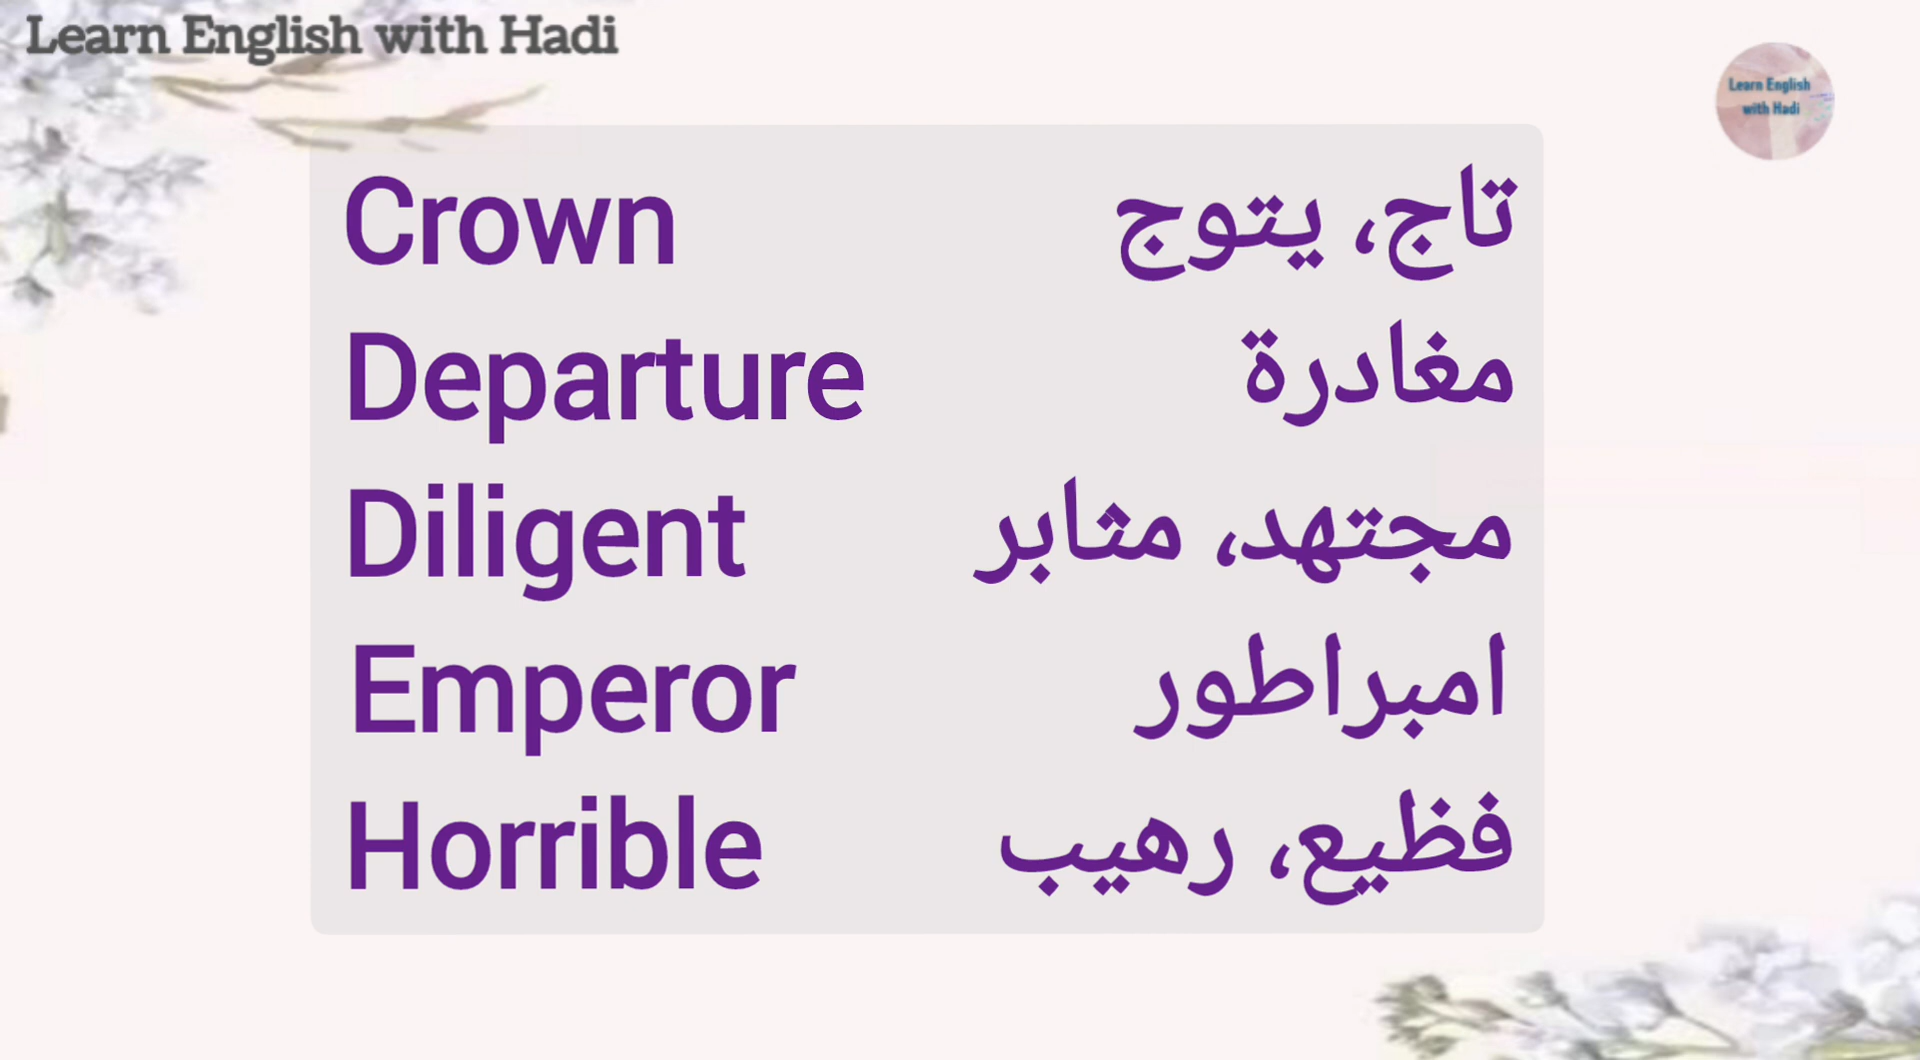 Learn English with Hadi
Learn English
with Hadi
Crown تاج، يتوج
Departure مغادرة
Diligent مجتهد، مثابر
Emperor امبراطور
Horrible فظيع، رهيب